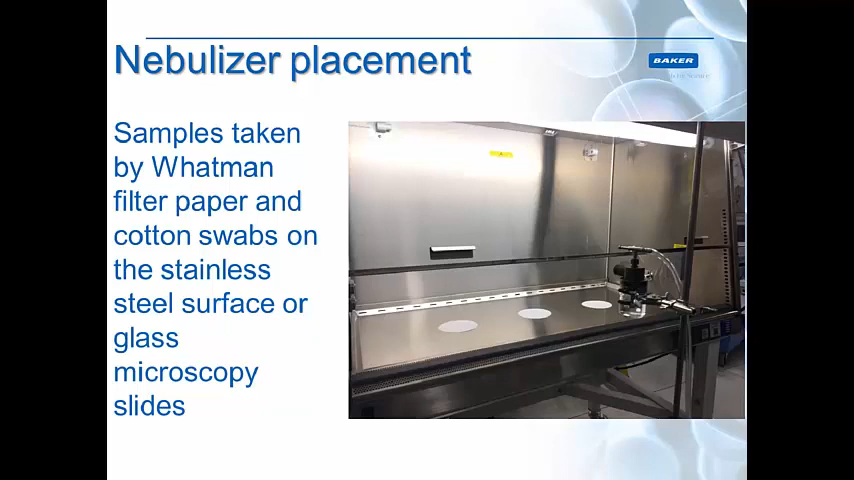 Nebulizer placement
BAKER
Samples taken
by Whatman
filter paper and
cotton swabs on
the stainless
steel surface or
glass
microscopy
slides